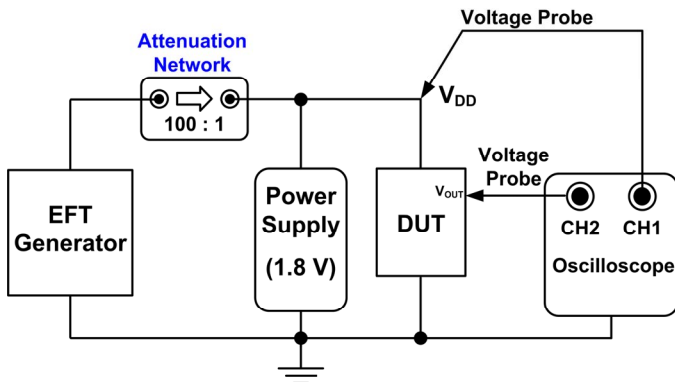 Voltage Probe
Attenuation
Network
100 : 1
VDD
Voltage
Probe
EFT
Generator
Power
Supply
(1.8 V)
VOUT
DUT
CH2 CH1
Oscilloscope